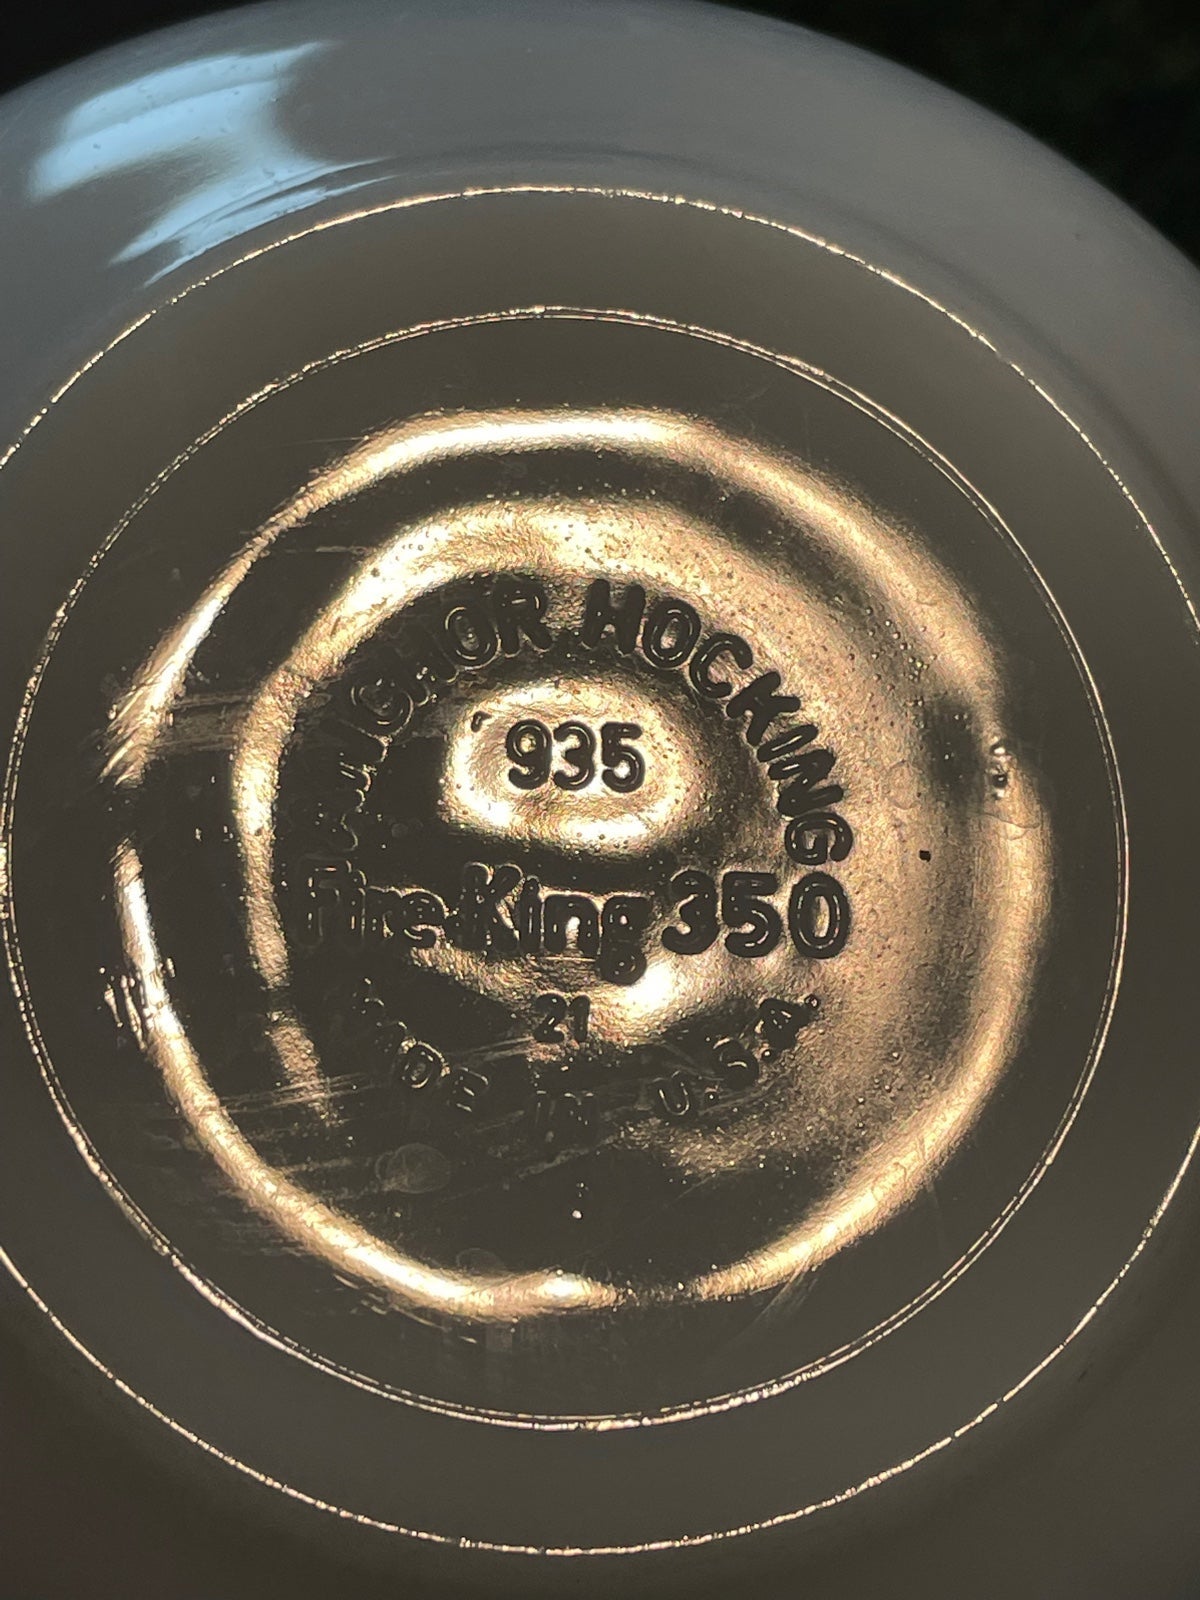 ANCHOR HOCKING
'935
Fire-King 350
21
MADE IN U.S.A.